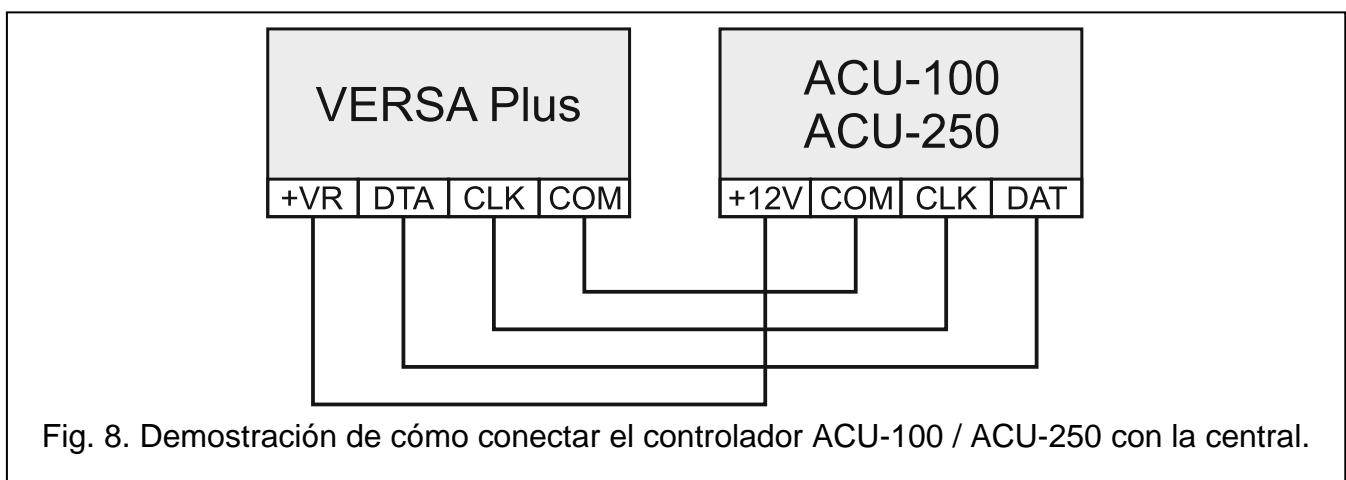 VERSA Plus
ACU-100
ACU-250
+VR DTA CLK COM
+12V COM CLK DAT
Fig. 8. Demostración de cómo conectar el controlador ACU-100 / ACU-250 con la central.